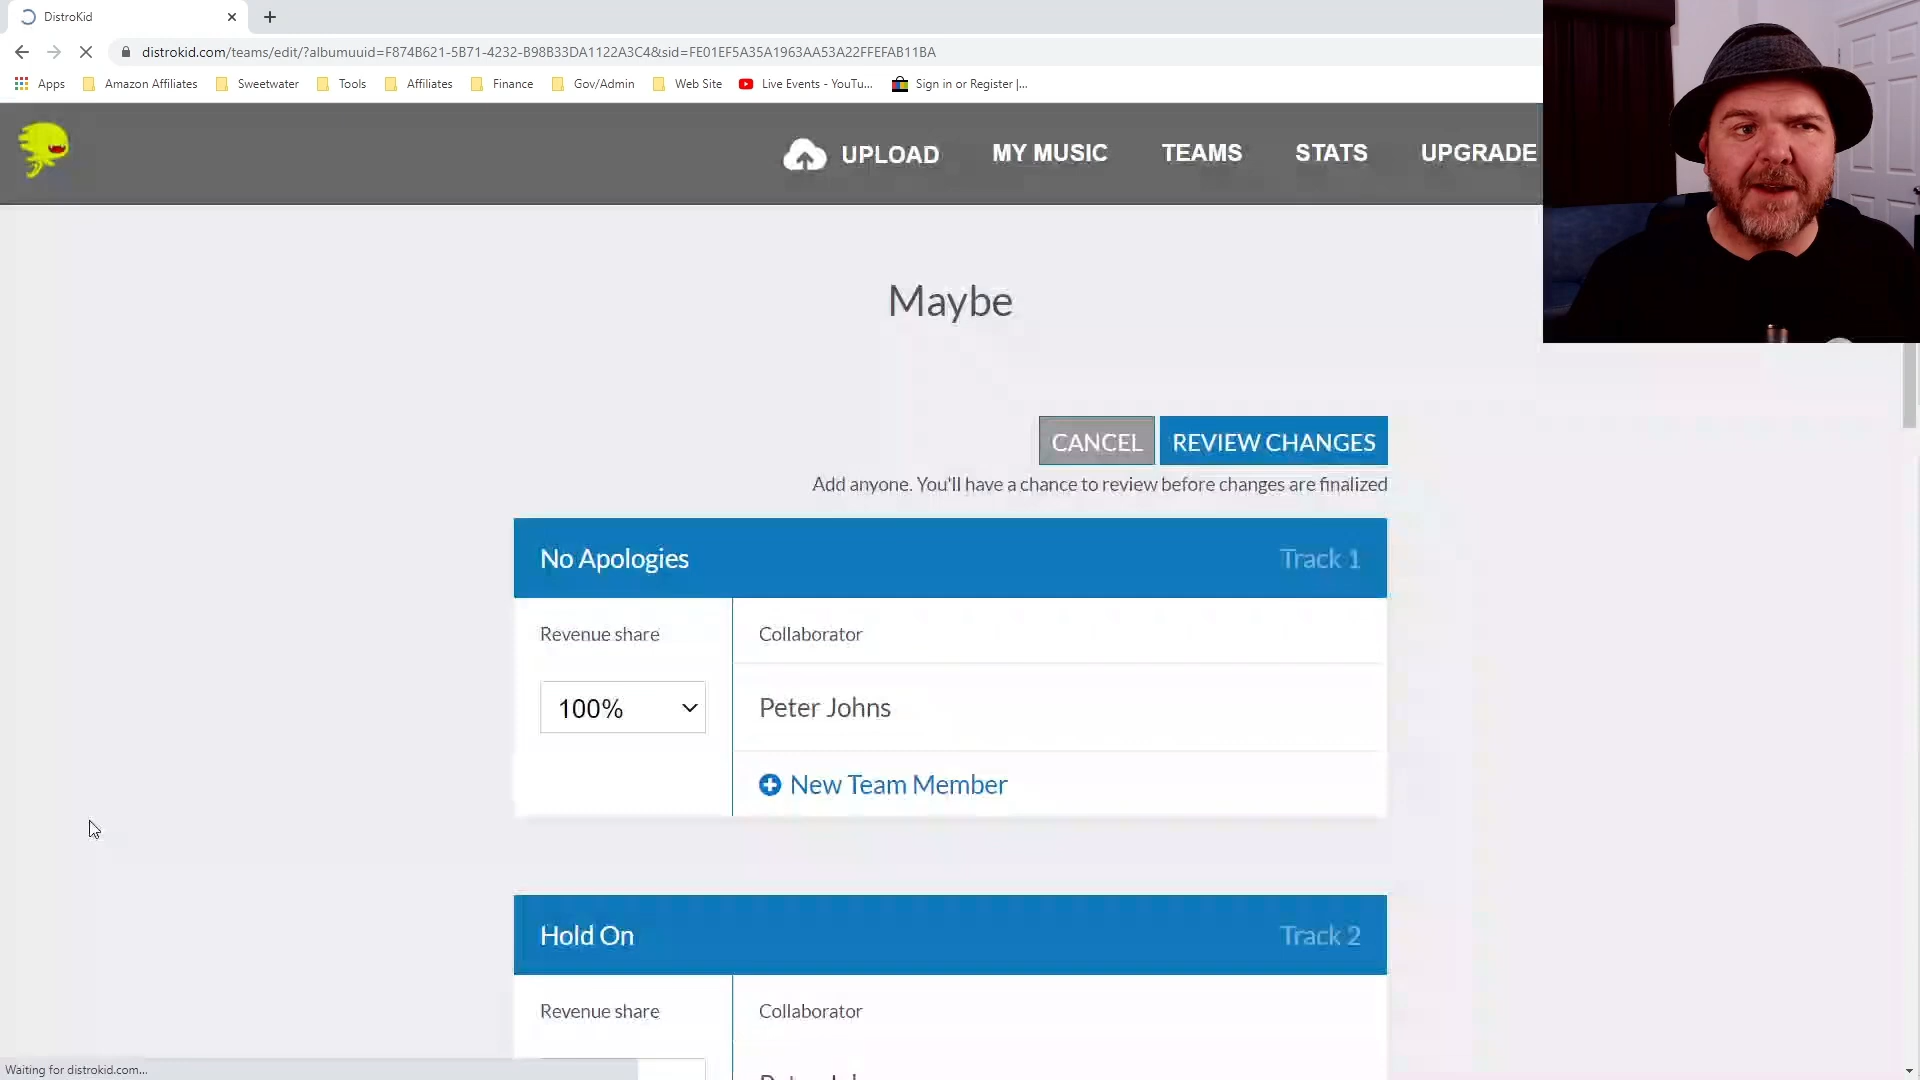 DistroKid
distrokid.com/teams/edit/?albumuuid=F874B621-5B71-4232-B98B33DA1122A3C4&sid=FE01EF5A35A1963AA53A22FFEFAB11BA
Apps Amazon Affiliates Sweetwater Tools Affiliates Finance Gov/Admin Web Site Live Events - YouTu... Sign in or Register |...
UPLOAD MY MUSIC TEAMS STATS UPGRADE
Maybe
CANCEL REVIEW CHANGES
Add anyone. You'll have a chance to review before changes are finalized
No Apologies Track 1
Revenue share Collaborator
100% Peter Johns
New Team Member
Hold On Track 2
Revenue share Collaborator
Waiting for distrokid.com...